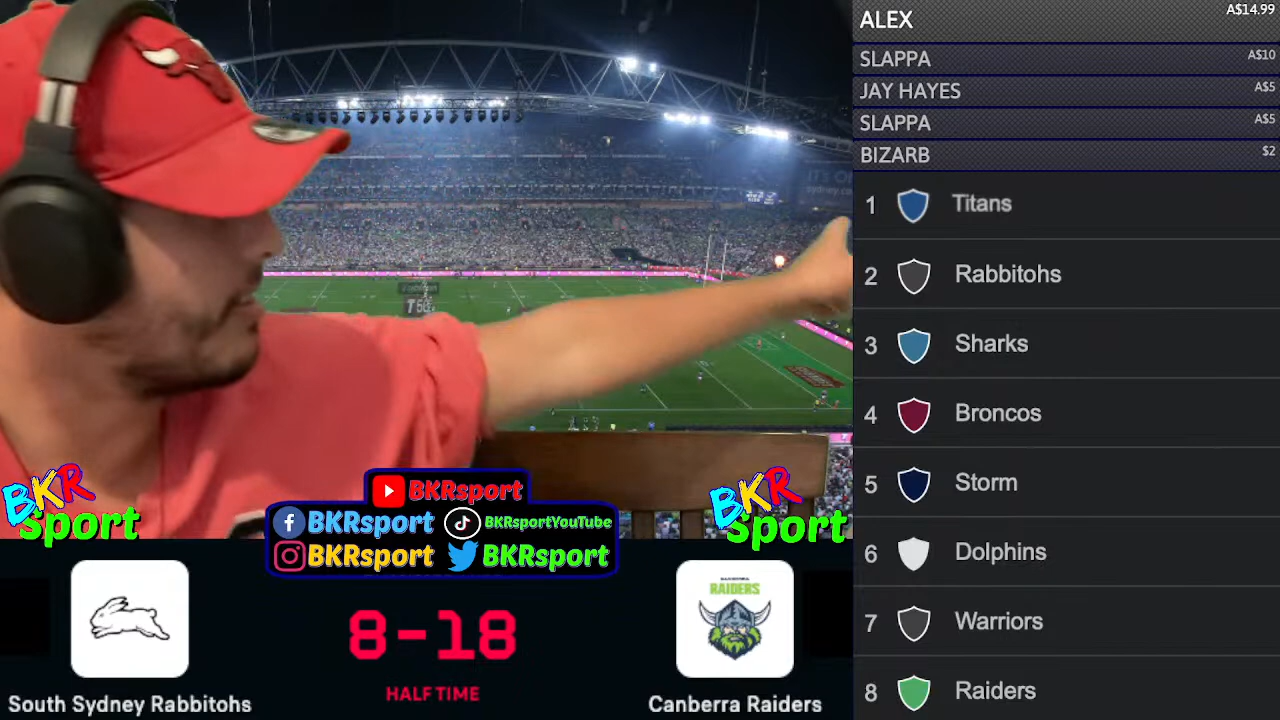 ALEX A$14.99
SLAPPA A$10
JAY HAYES A$5
SLAPPA A$5
BIZARB $2
1 Titans
2 Rabbitohs
3 Sharks
4 Broncos
5 Storm
6 Dolphins
7 Warriors
8 Raiders
BKR
Sport
BKRsport
BKRsport BKRsportYouTube
BKRsport BKRsport
BKR
Sport
RAIDERS
8-18
HALF TIME
South Sydney Rabbitohs
Canberra Raiders